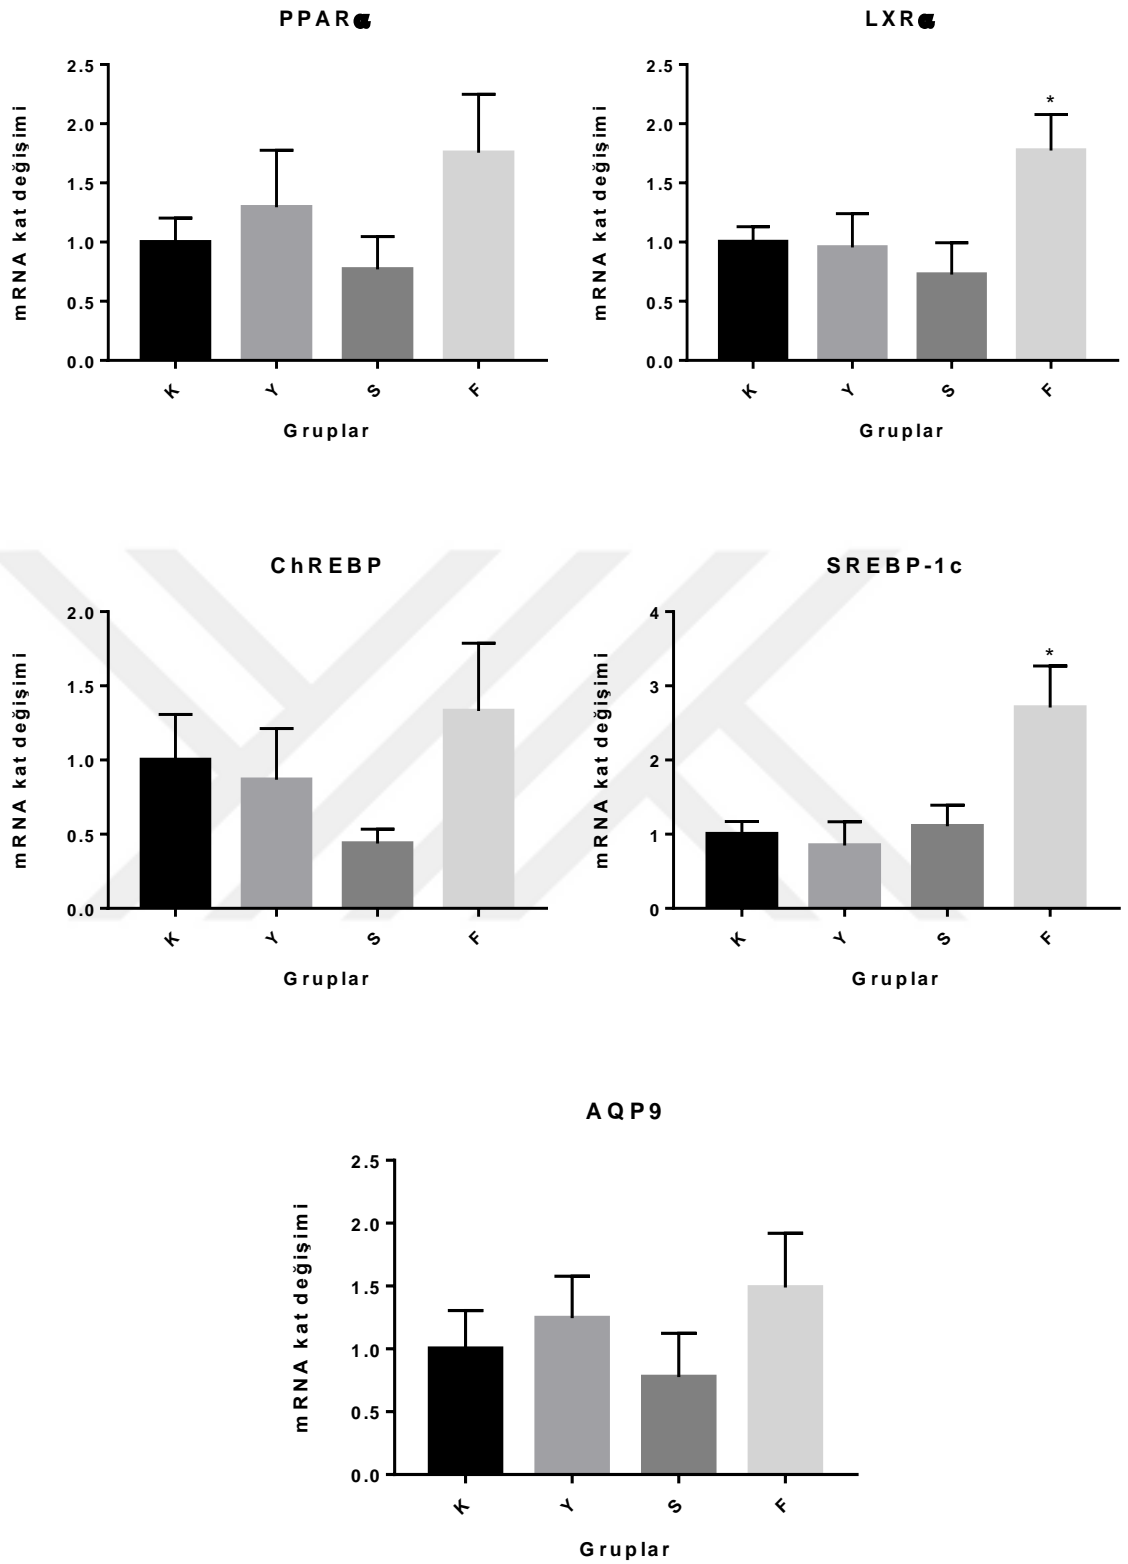 PPARα
2.5
2.0
1.5
1.0
0.5
0.0
mRNA kat değişimi
K Y S F
Gruplar
LXRα
2.5
2.0
1.5
1.0
0.5
0.0
mRNA kat değişimi
*
K Y S F
Gruplar
ChREBP
2.0
1.5
1.0
0.5
0.0
mRNA kat değişimi
K Y S F
Gruplar
SREBP-1c
4
3
2
1
0
mRNA kat değişimi
*
K Y S F
Gruplar
AQP9
2.5
2.0
1.5
1.0
0.5
0.0
mRNA kat değişimi
K Y S F
Gruplar